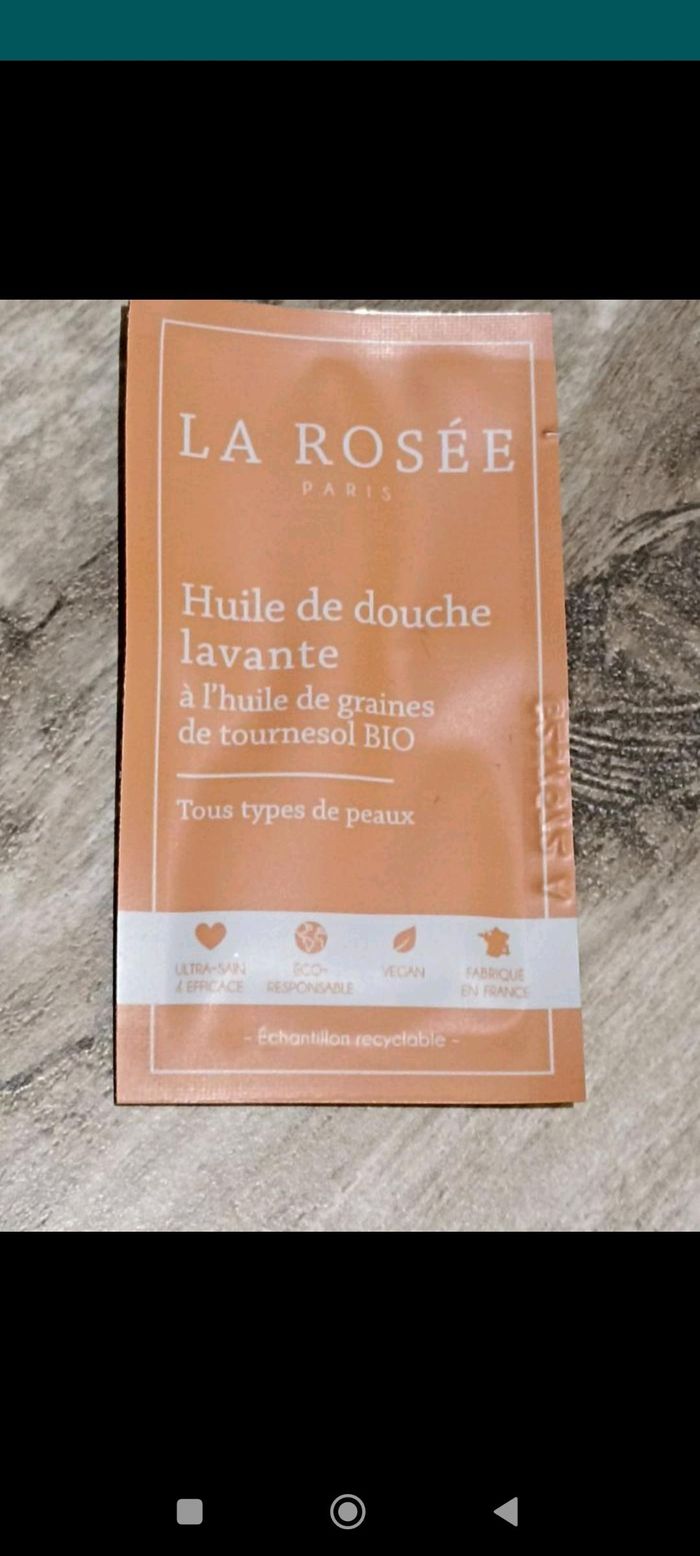 LA ROSÉE
PARIS
Huile de douche
lavante
à l'huile de graines
de tournesol BIO
Tous types de peaux
ULTRA-SAIN
& EFFICACE
ÉCO-
RESPONSABLE
VEGAN
FABRIQUÉ
EN FRANCE
- Échantillon recyclable -